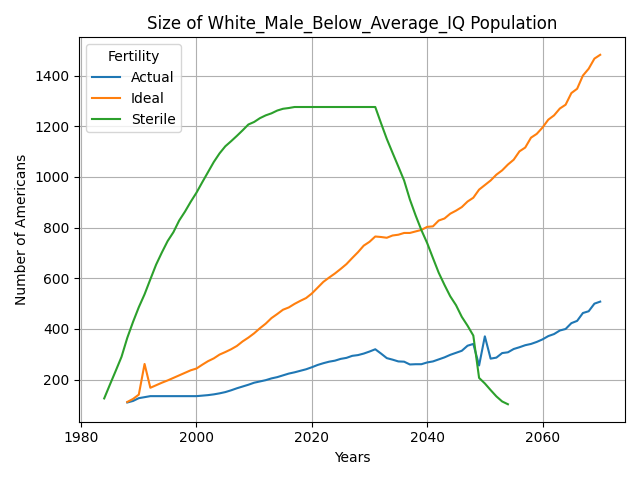 Size of White_Male_Below_Average_IQ Population
Fertility
Actual
Ideal
Sterile
Number of Americans
1400
1200
1000
800
600
400
200
1980
2000
2020
2040
2060
Years